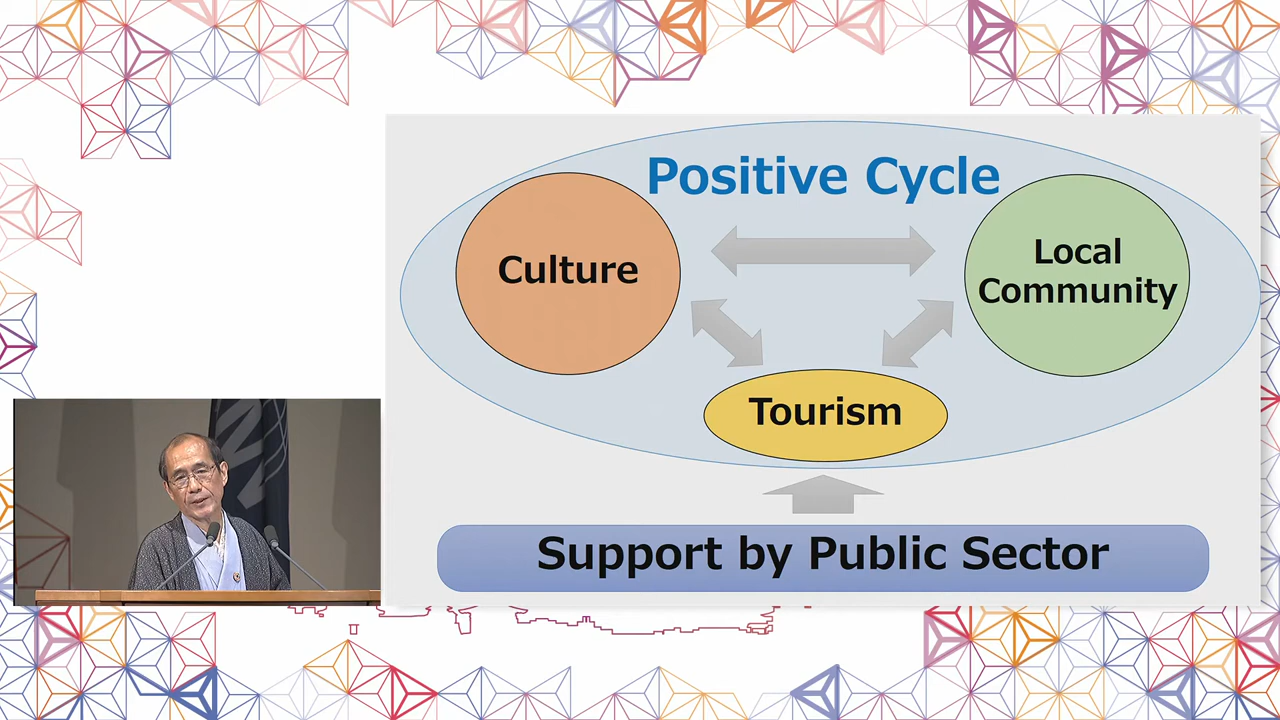 Positive Cycle
Culture
Local
Community
Tourism
Support by Public Sector